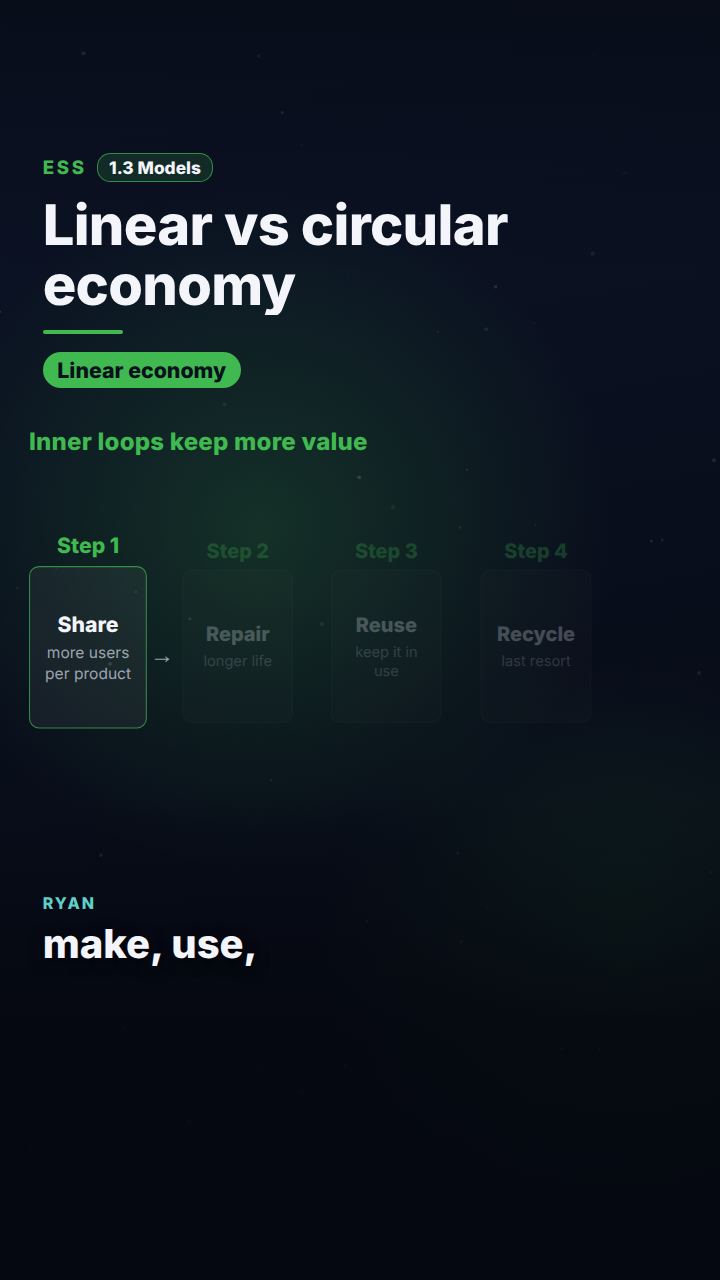 ESS 1.3 Models
Linear vs circular
economy
Linear economy
Inner loops keep more value
Step 1
Share
more users
per product
→
Step 2
Repair
longer life
Step 3
Reuse
keep it in
use
Step 4
Recycle
last resort
RYAN
make, use,